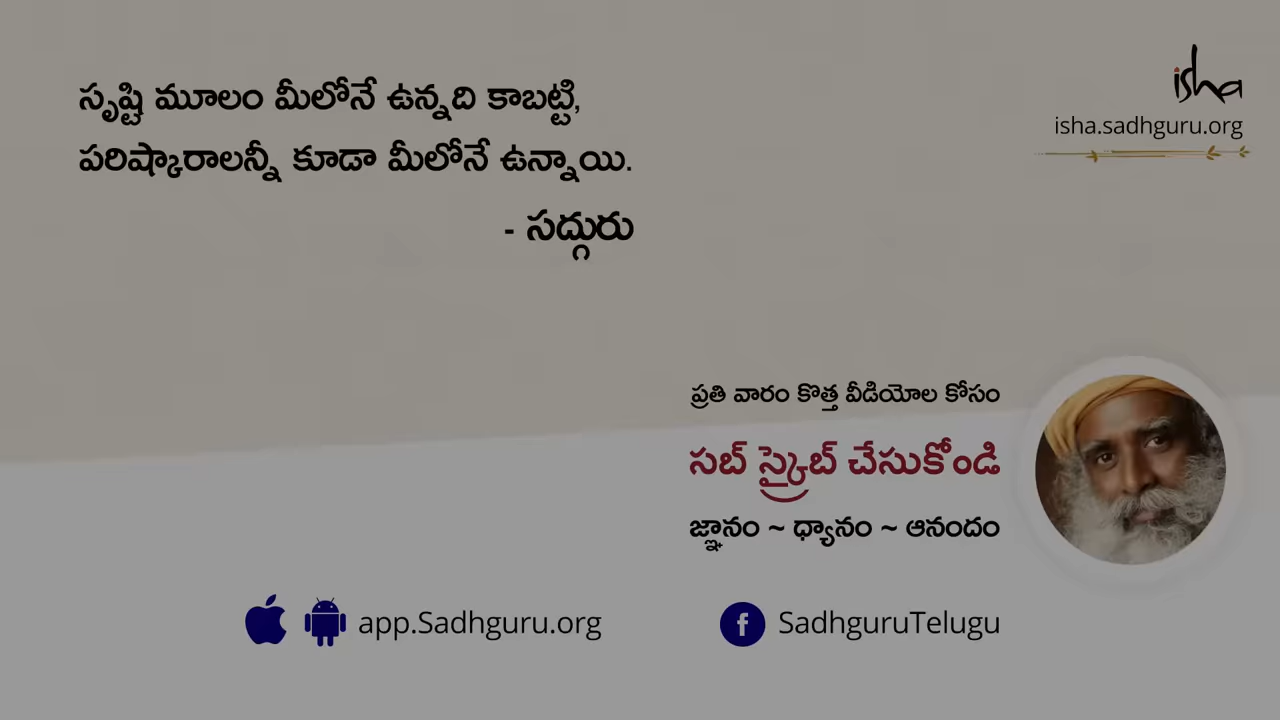 సృష్టి మూలం మీలోనే ఉన్నది కాబట్టి,
పరిష్కారాలన్నీ కూడా మీలోనే ఉన్నాయి.
- సద్గురు
isha
isha.sadhguru.org
ప్రతి వారం కొత్త వీడియోల కోసం
సబ్ స్క్రైబ్ చేసుకోండి
జ్ఞానం ~ ధ్యానం ~ ఆనందం
app.Sadhguru.org
SadhguruTelugu